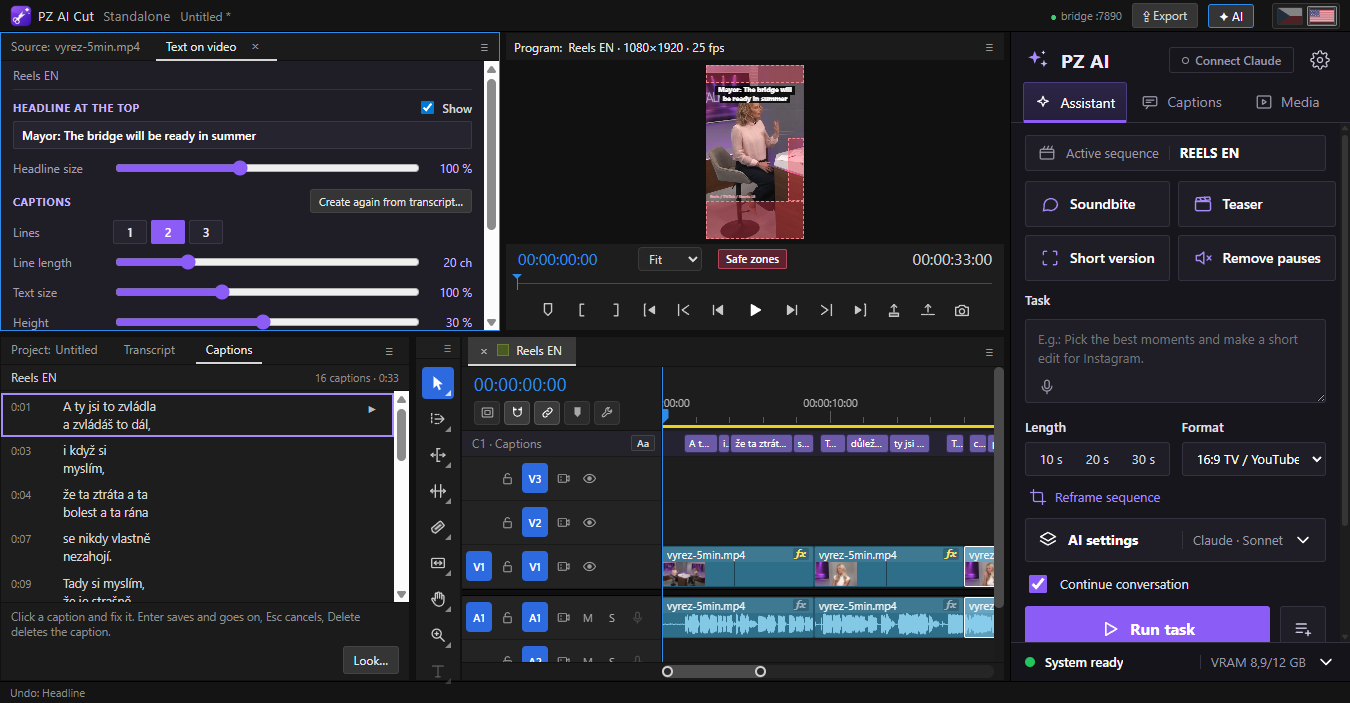 PZ AI Cut Standalone Untitled *
bridge :7890
Export
AI
Source: vyrez-5min.mp4
Text on video
Reels EN
HEADLINE AT THE TOP
Show
Mayor: The bridge will be ready in summer
Headline size
100 %
CAPTIONS
Create again from transcript...
Lines
1
2
3
Line length
20 ch
Text size
100 %
Height
30 %
Program: Reels EN · 1080×1920 · 25 fps
Mayor: The bridge will
be ready in summer
00:00:00:00
Fit
Safe zones
00:00:33:00
Project: Untitled
Transcript
Captions
Reels EN
16 captions · 0:33
0:01
A ty jsi to zvládla
a zvládáš to dál,
0:03
i když si
myslím,
0:04
že ta ztráta a ta
bolest a ta rána
0:07
se nikdy vlastně
nezahojí.
0:09
Tady si myslím,
že je strašně
Click a caption and fix it. Enter saves and goes on, Esc cancels, Delete
deletes the caption.
Look...
Undo: Headline
Reels EN
00:00:00:00
:00:00
00:00:10:00
C1 · Captions
Aa
A t...
i.
že ta ztrát...
s...
T...
důlež...
ty jsi ...
T..
c...
V3
V2
V1
V1
vyrez-5min.mp4
fx
vyrez-5min.mp4
fx
vyrez
A1
A1
M
S
vyrez-5min.mp4
fx
vyrez-5min.mp4
fx
vyrez
A2
M
S
PZ AI
Connect Claude
Assistant
Captions
Media
Active sequence
REELS EN
Soundbite
Teaser
Short version
Remove pauses
Task
E.g.: Pick the best moments and make a short
edit for Instagram.
Length
Format
10 s
20 s
30 s
16:9 TV / YouTube
Reframe sequence
AI settings
Claude · Sonnet
Continue conversation
Run task
System ready
VRAM 8,9/12 GB